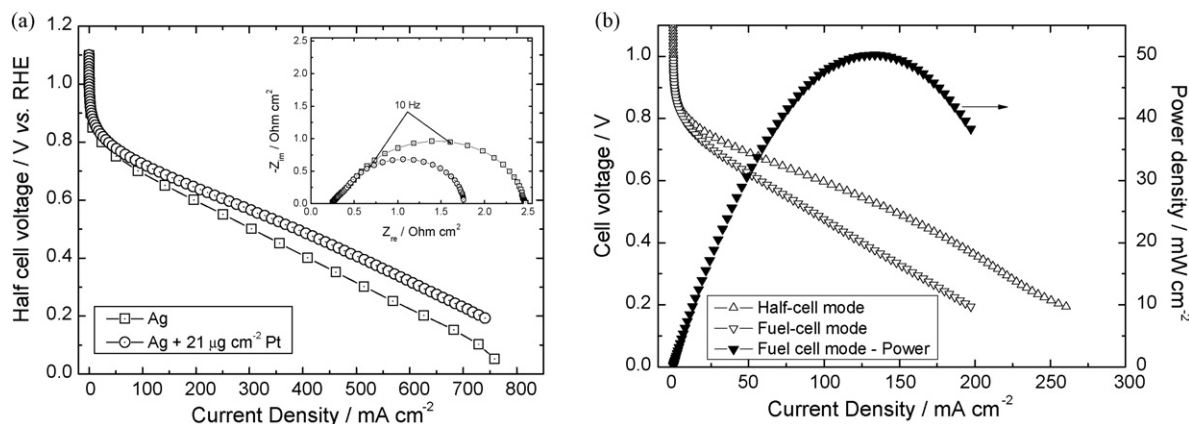 (a)
Half cell voltage / V vs. RHE
1.2
1.0
0.8
0.6
0.4
0.2
0.0
0 100 200 300 400 500 600 700 800
Current Density / mA cm-2
Ag
Ag + 21 μg cm-2 Pt
-Zim / Ohm cm2
2.5
2.0
1.5
1.0
0.5
0.0
10 Hz
0.0 0.5 1.0 1.5 2.0 2.5
Zre / Ohm cm2
(b)
Cell voltage / V
1.0
0.8
0.6
0.4
0.2
0.0
0 50 100 150 200 250 300
Current Density / mA cm-2
Half-cell mode
Fuel-cell mode
Fuel cell mode - Power
50
40
30
20
10
0
Power density / mW cm-2